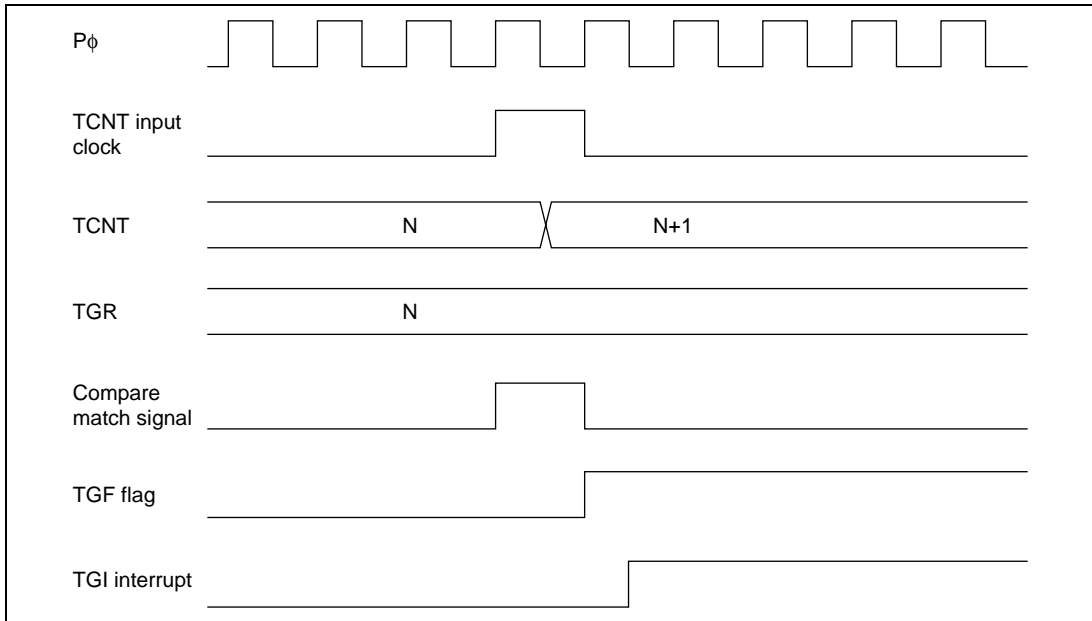 Pϕ
TCNT input
clock
TCNT
N
N+1
TGR
N
Compare
match signal
TGF flag
TGI interrupt